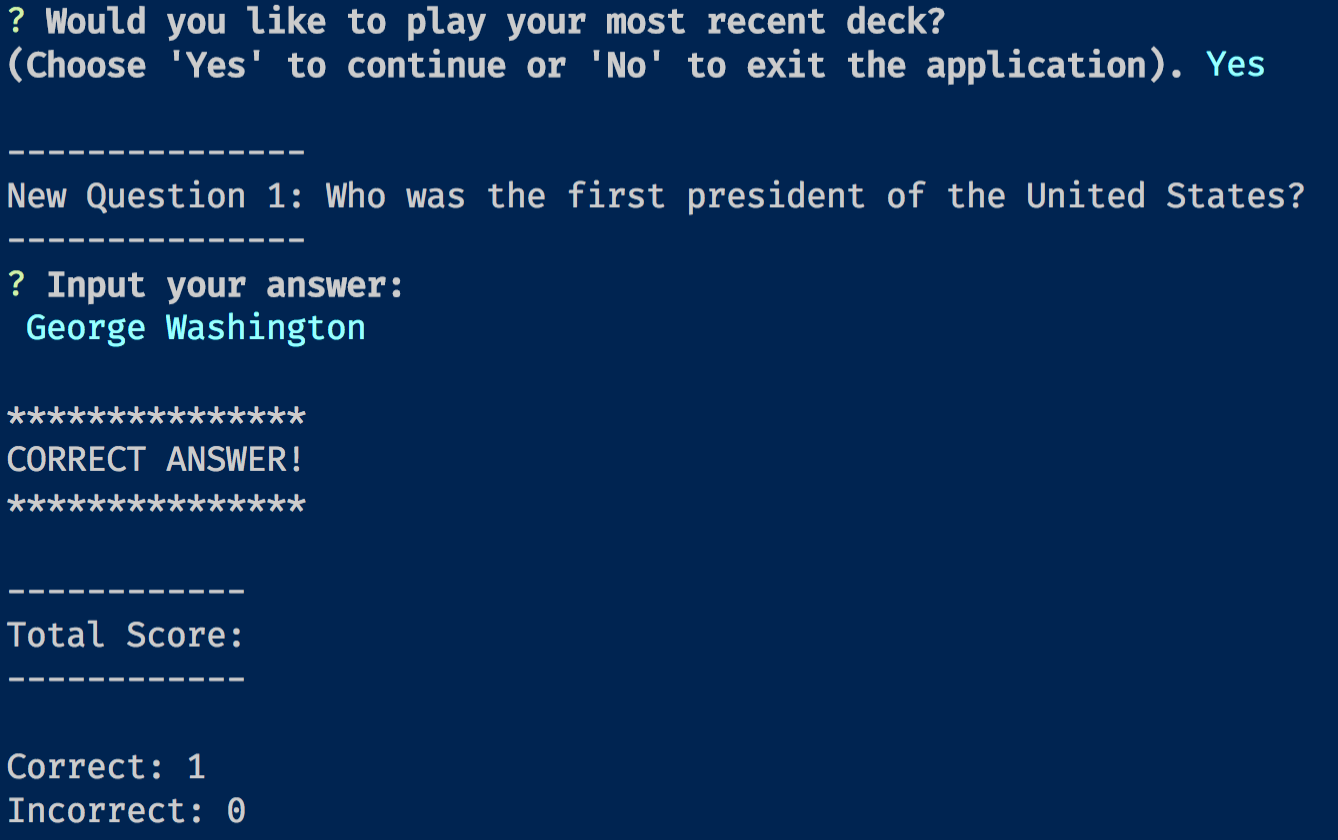 ? Would you like to play your most recent deck?
(Choose 'Yes' to continue or 'No' to exit the application). Yes
---------------
New Question 1: Who was the first president of the United States?
---------------
? Input your answer:
George Washington
***************
CORRECT ANSWER!
***************
------------
Total Score:
------------
Correct: 1
Incorrect: 0